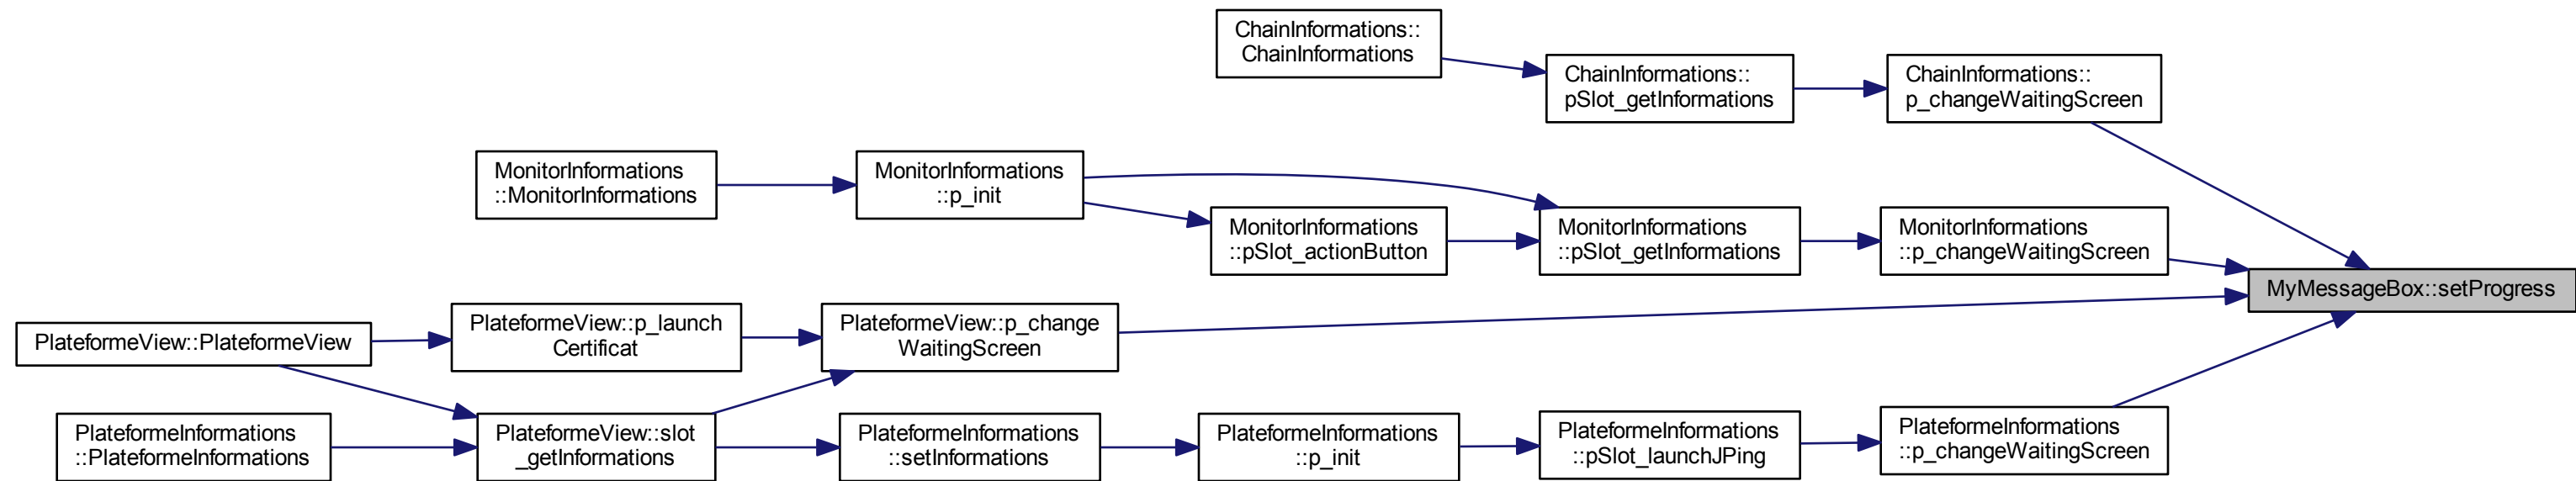 ChainInformations::
ChainInformations
ChainInformations::
pSlot_getInformations
ChainInformations::
p_changeWaitingScreen
MonitorInformations
::MonitorInformations
MonitorInformations
::p_init
MonitorInformations
::pSlot_actionButton
MonitorInformations
::pSlot_getInformations
MonitorInformations
::p_changeWaitingScreen
MyMessageBox::setProgress
PlateformeView::PlateformeView
PlateformeView::p_launch
Certificat
PlateformeView::p_change
WaitingScreen
PlateformeInformations
::PlateformeInformations
PlateformeView::slot
_getInformations
PlateformeInformations
::setInformations
PlateformeInformations
::p_init
PlateformeInformations
::pSlot_launchJPing
PlateformeInformations
::p_changeWaitingScreen